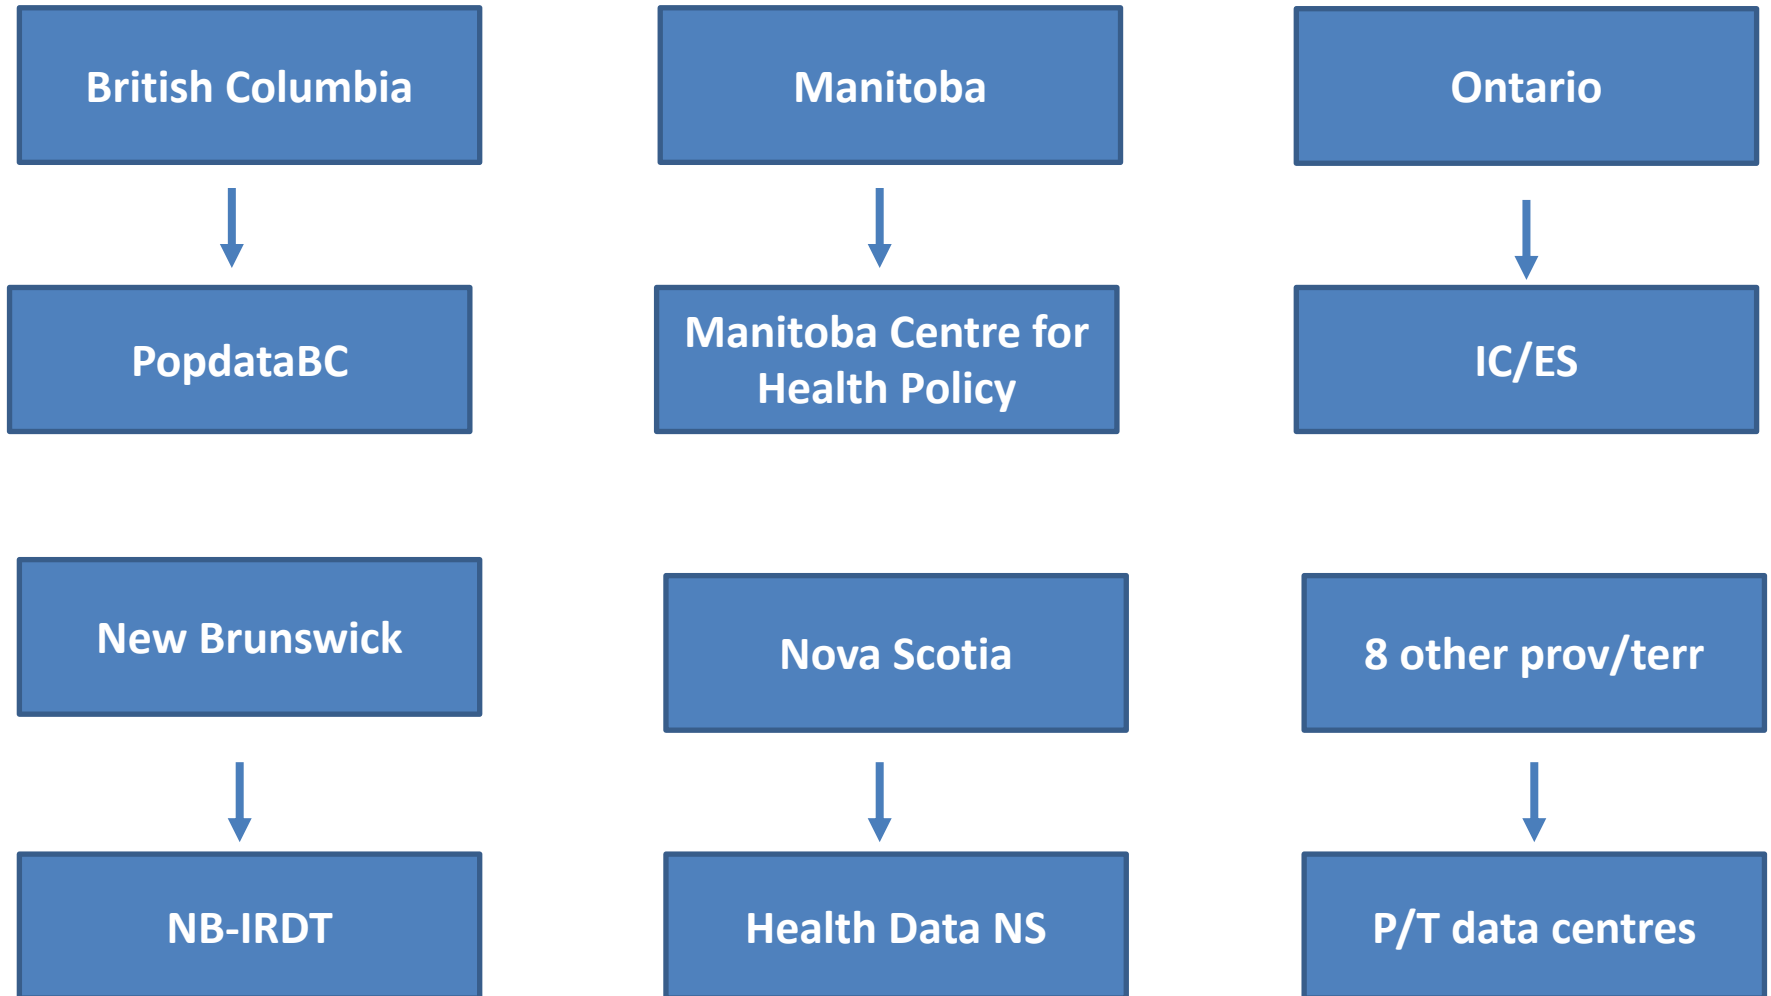 British Columbia
Manitoba
Ontario
PopdataBC
Manitoba Centre for
Health Policy
IC/ES
New Brunswick
Nova Scotia
8 other prov/terr
NB-IRDT
Health Data NS
P/T data centres